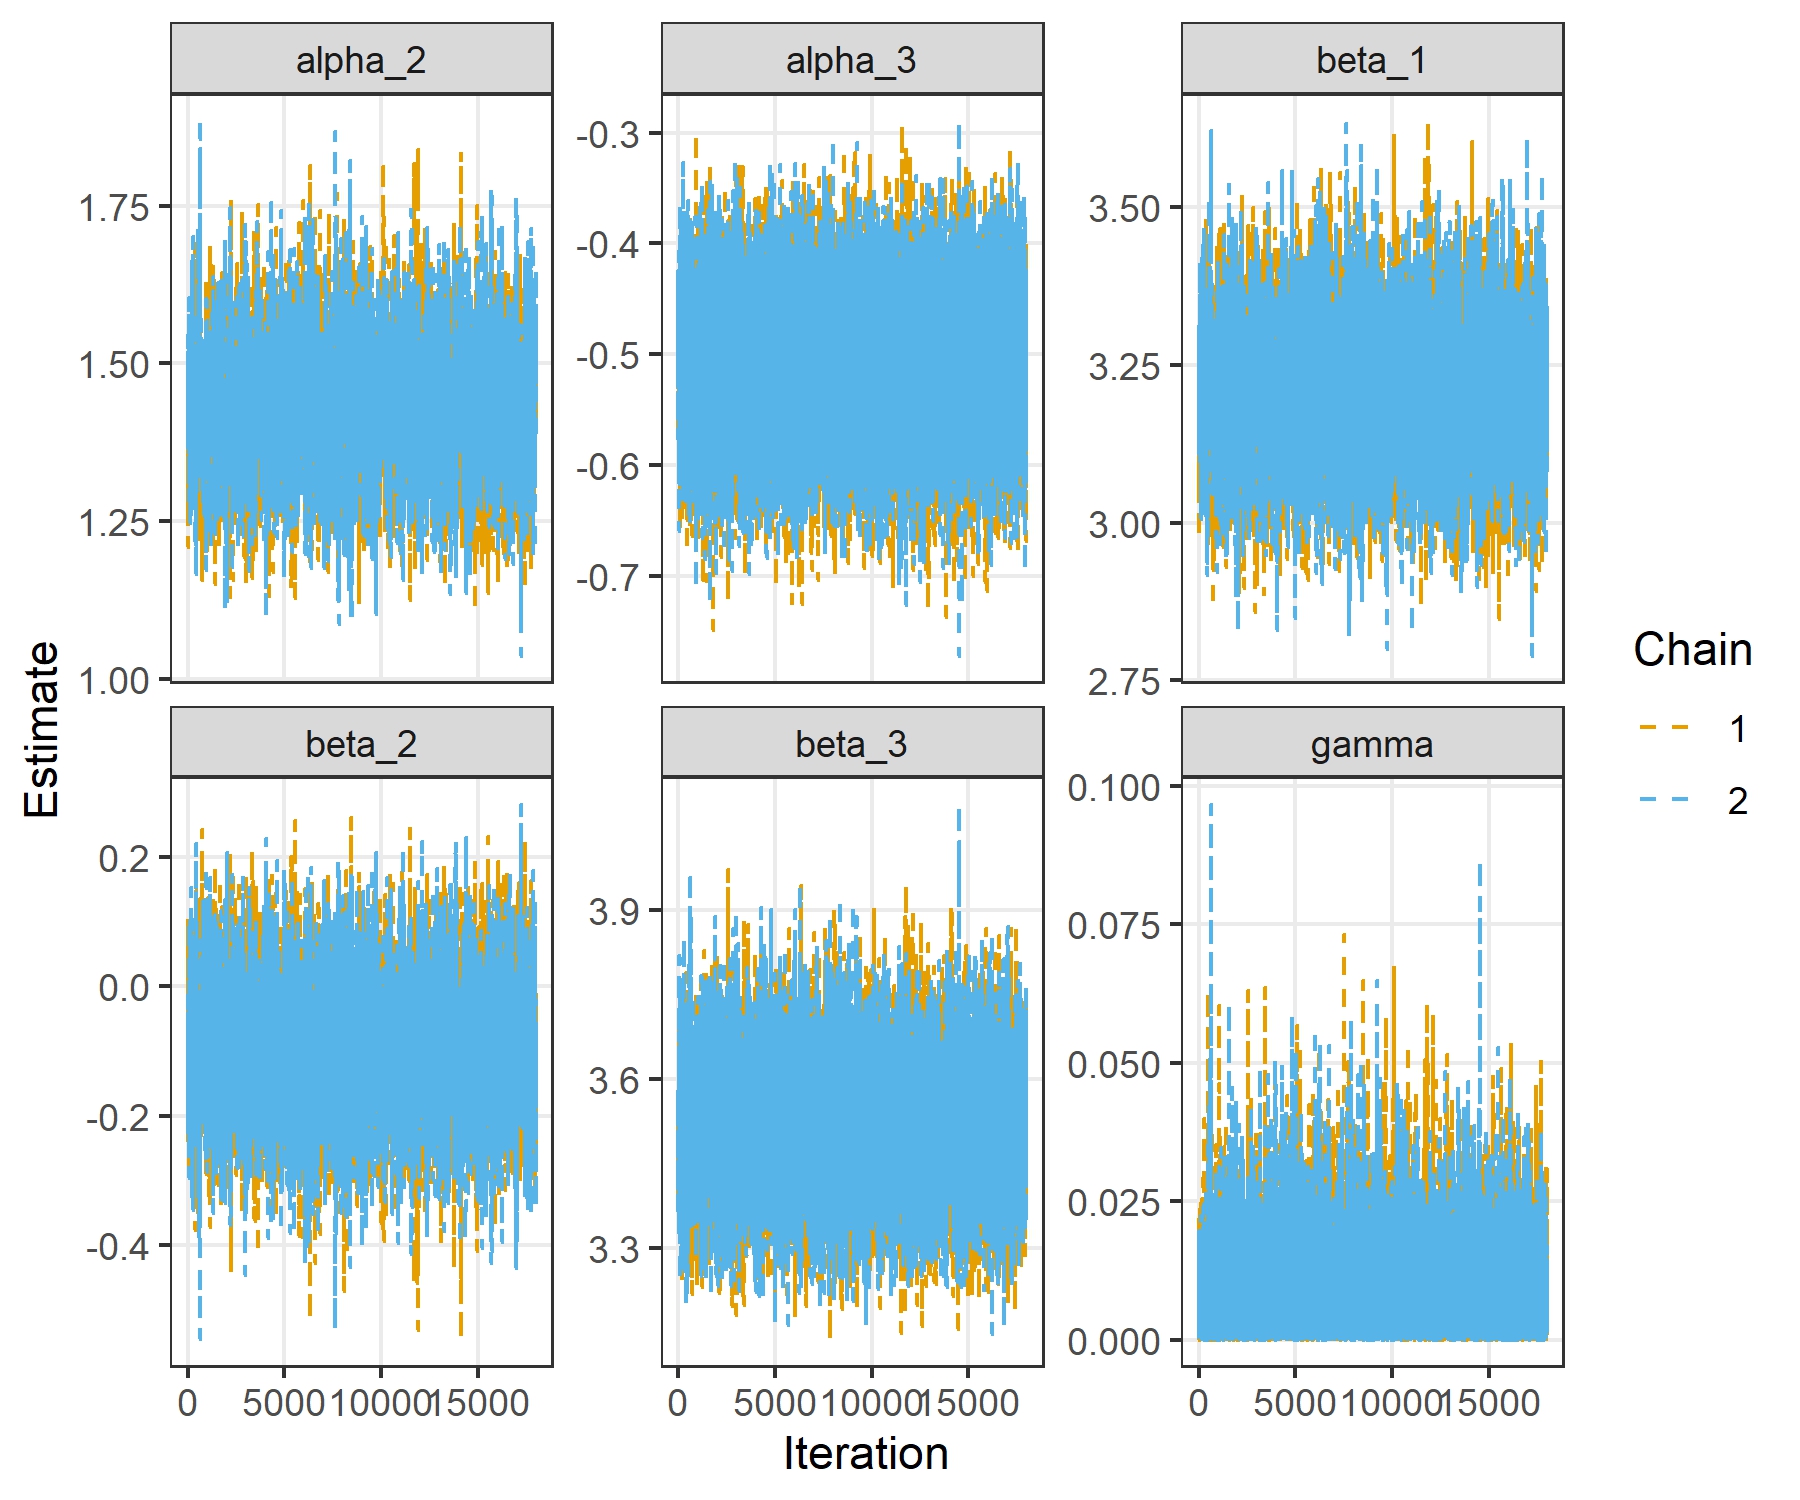 alpha_2 alpha_3 beta_1
1.75 1.50 1.25 1.00
-0.3 -0.4 -0.5 -0.6 -0.7
3.50 3.25 3.00 2.75
Estimate
beta_2 beta_3 gamma
0.2 0.0 -0.2 -0.4
3.9 3.6 3.3
0.100 0.075 0.050 0.025 0.000
0 5000 10000 15000 0 5000 10000 15000 0 5000 10000 15000
Iteration
Chain
1
2